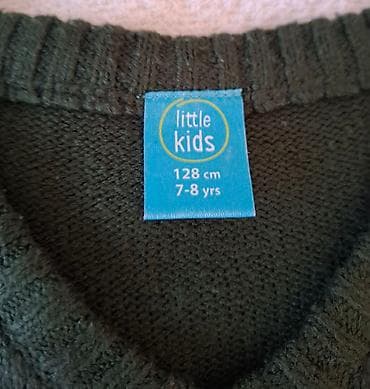 little
kids
128 cm
7-8 yrs